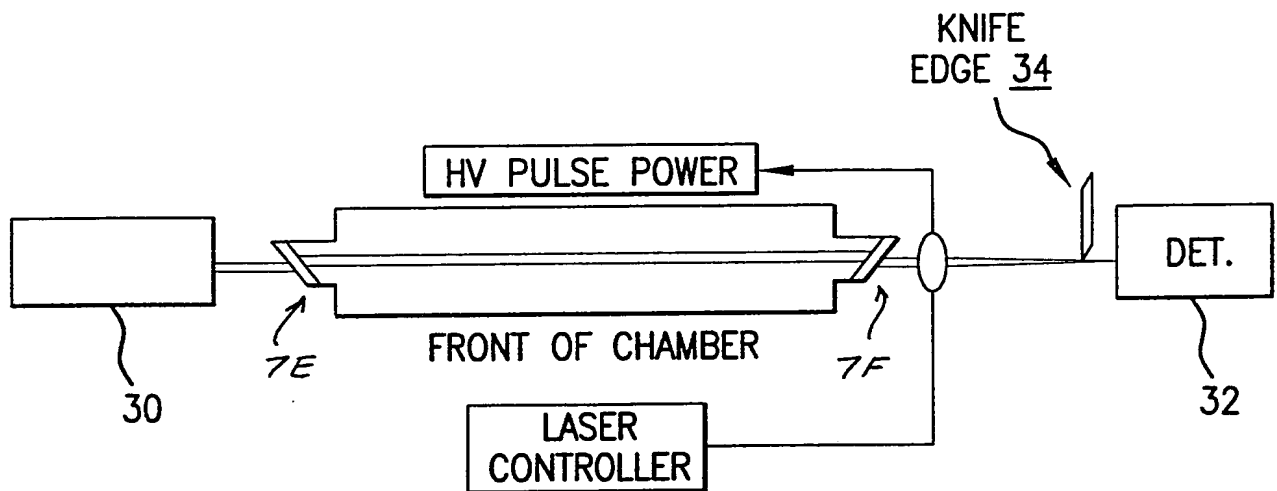 KNIFE
EDGE 34
HV PULSE POWER
DET.
7E
FRONT OF CHAMBER
7F
30
32
LASER
CONTROLLER